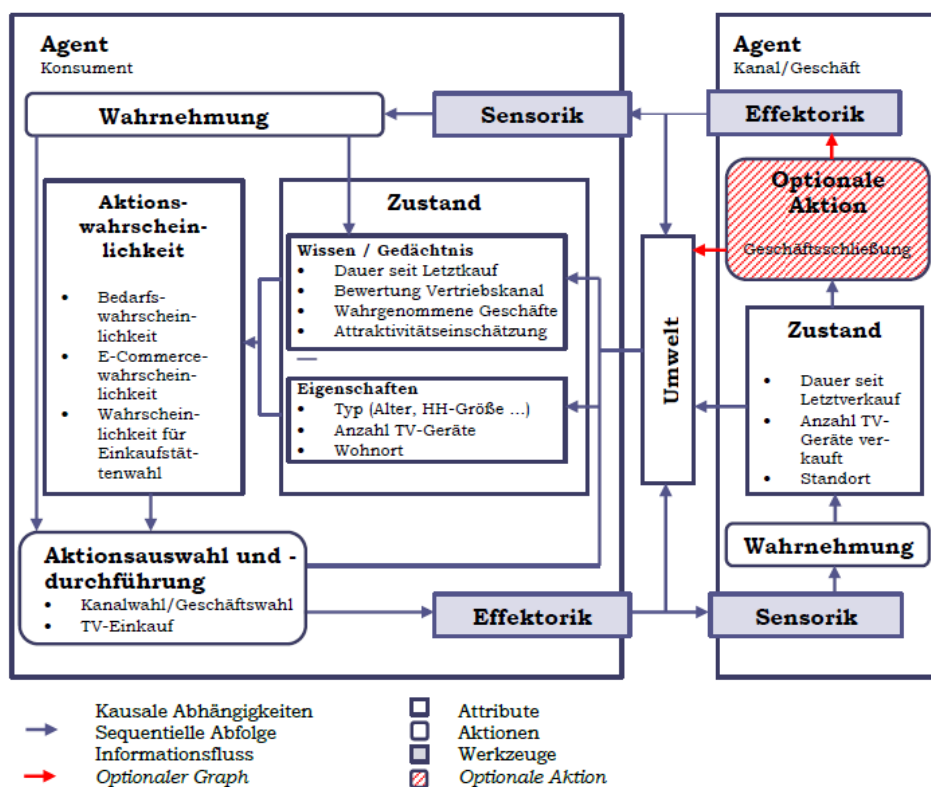 Agent
Konsument
Wahrnehmung
Sensorik
Aktions-
wahrschein-
lichkeit
• Bedarfs-
wahrschein-
lichkeit
• E-Commerce-
wahrschein-
lichkeit
• Wahrschein-
lichkeit für
Einkaufstät-
tenwahl
Zustand
Wissen / Gedächtnis
• Dauer seit Letztkauf
• Bewertung Vertriebskanal
• Wahrgenommene Geschäfte
• Attraktivitätseinschätzung
—
Eigenschaften
• Typ (Alter, HH-Größe ...)
• Anzahl TV-Geräte
• Wohnort
Aktionsauswahl und -
durchführung
• Kanalwahl/Geschäftswahl
• TV-Einkauf
Effektorik
Umwelt
Agent
Kanal/Geschäft
Effektorik
Optionale
Aktion
Geschäftsschließung
Zustand
• Dauer seit
Letztverkauf
• Anzahl TV-
Geräte ver-
kauft
• Standort
Wahrnehmung
Sensorik
Kausale Abhängigkeiten
Sequentielle Abfolge
Informationsfluss
Optionaler Graph
Attribute
Aktionen
Werkzeuge
Optionale Aktion